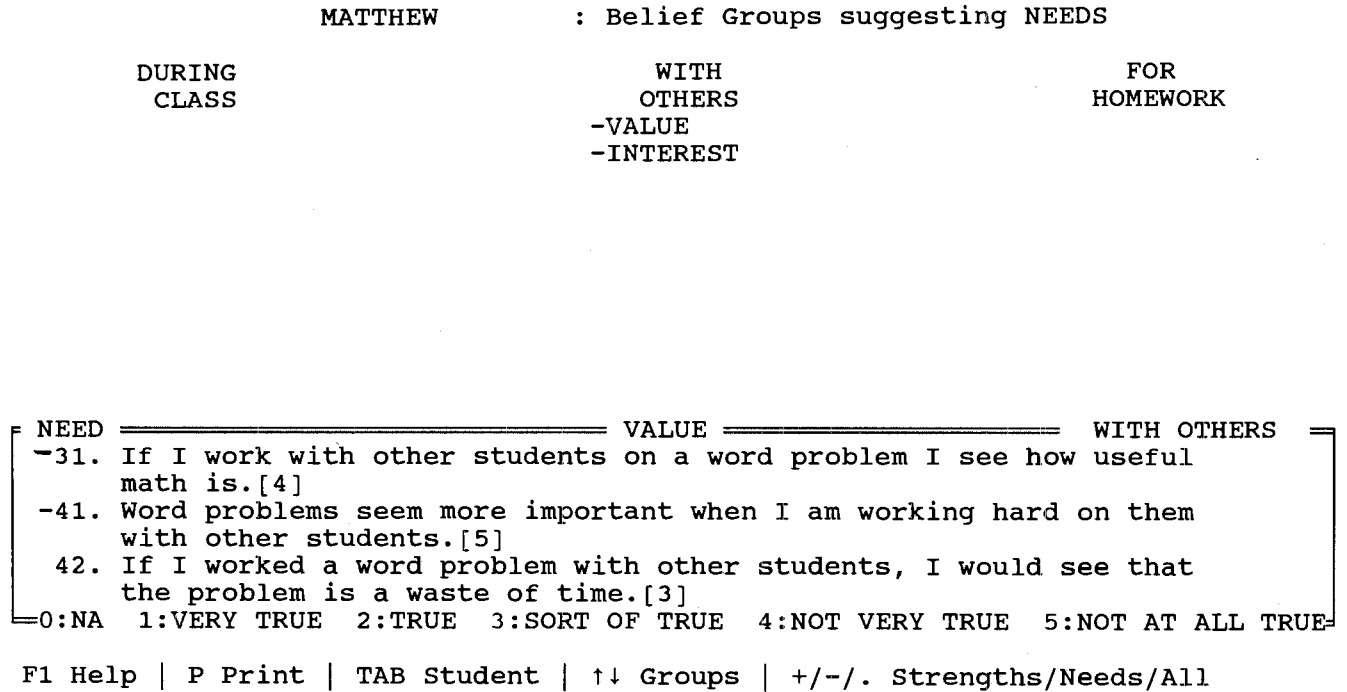 MATTHEW : Belief Groups suggesting NEEDS
DURING WITH FOR
CLASS OTHERS HOMEWORK
-VALUE
-INTEREST
NEED VALUE WITH OTHERS
-31. If I work with other students on a word problem I see how useful
math is.[4]
-41. Word problems seem more important when I am working hard on them
with other students.[5]
42. If I worked a word problem with other students, I would see that
the problem is a waste of time.[3]
0:NA 1:VERY TRUE 2:TRUE 3:SORT OF TRUE 4:NOT VERY TRUE 5:NOT AT ALL TRUE
F1 Help | P Print | TAB Student | ↑↓ Groups | +/-/. Strengths/Needs/All